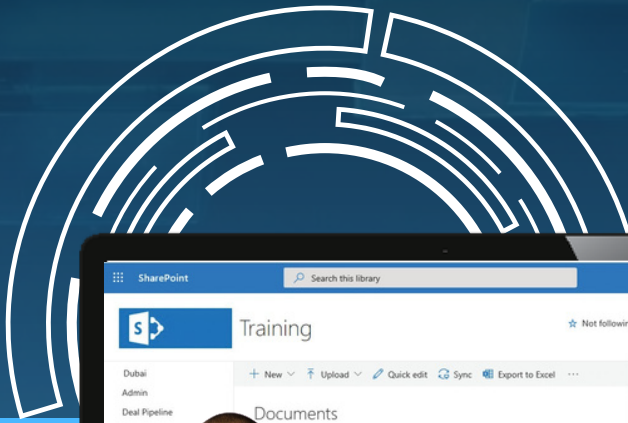 SharePoint
Search this library
S
Training
Not followin
Dubai
Admin
Deal Pipeline
New
Upload
Quick edit
Sync
Export to Excel
...
Documents